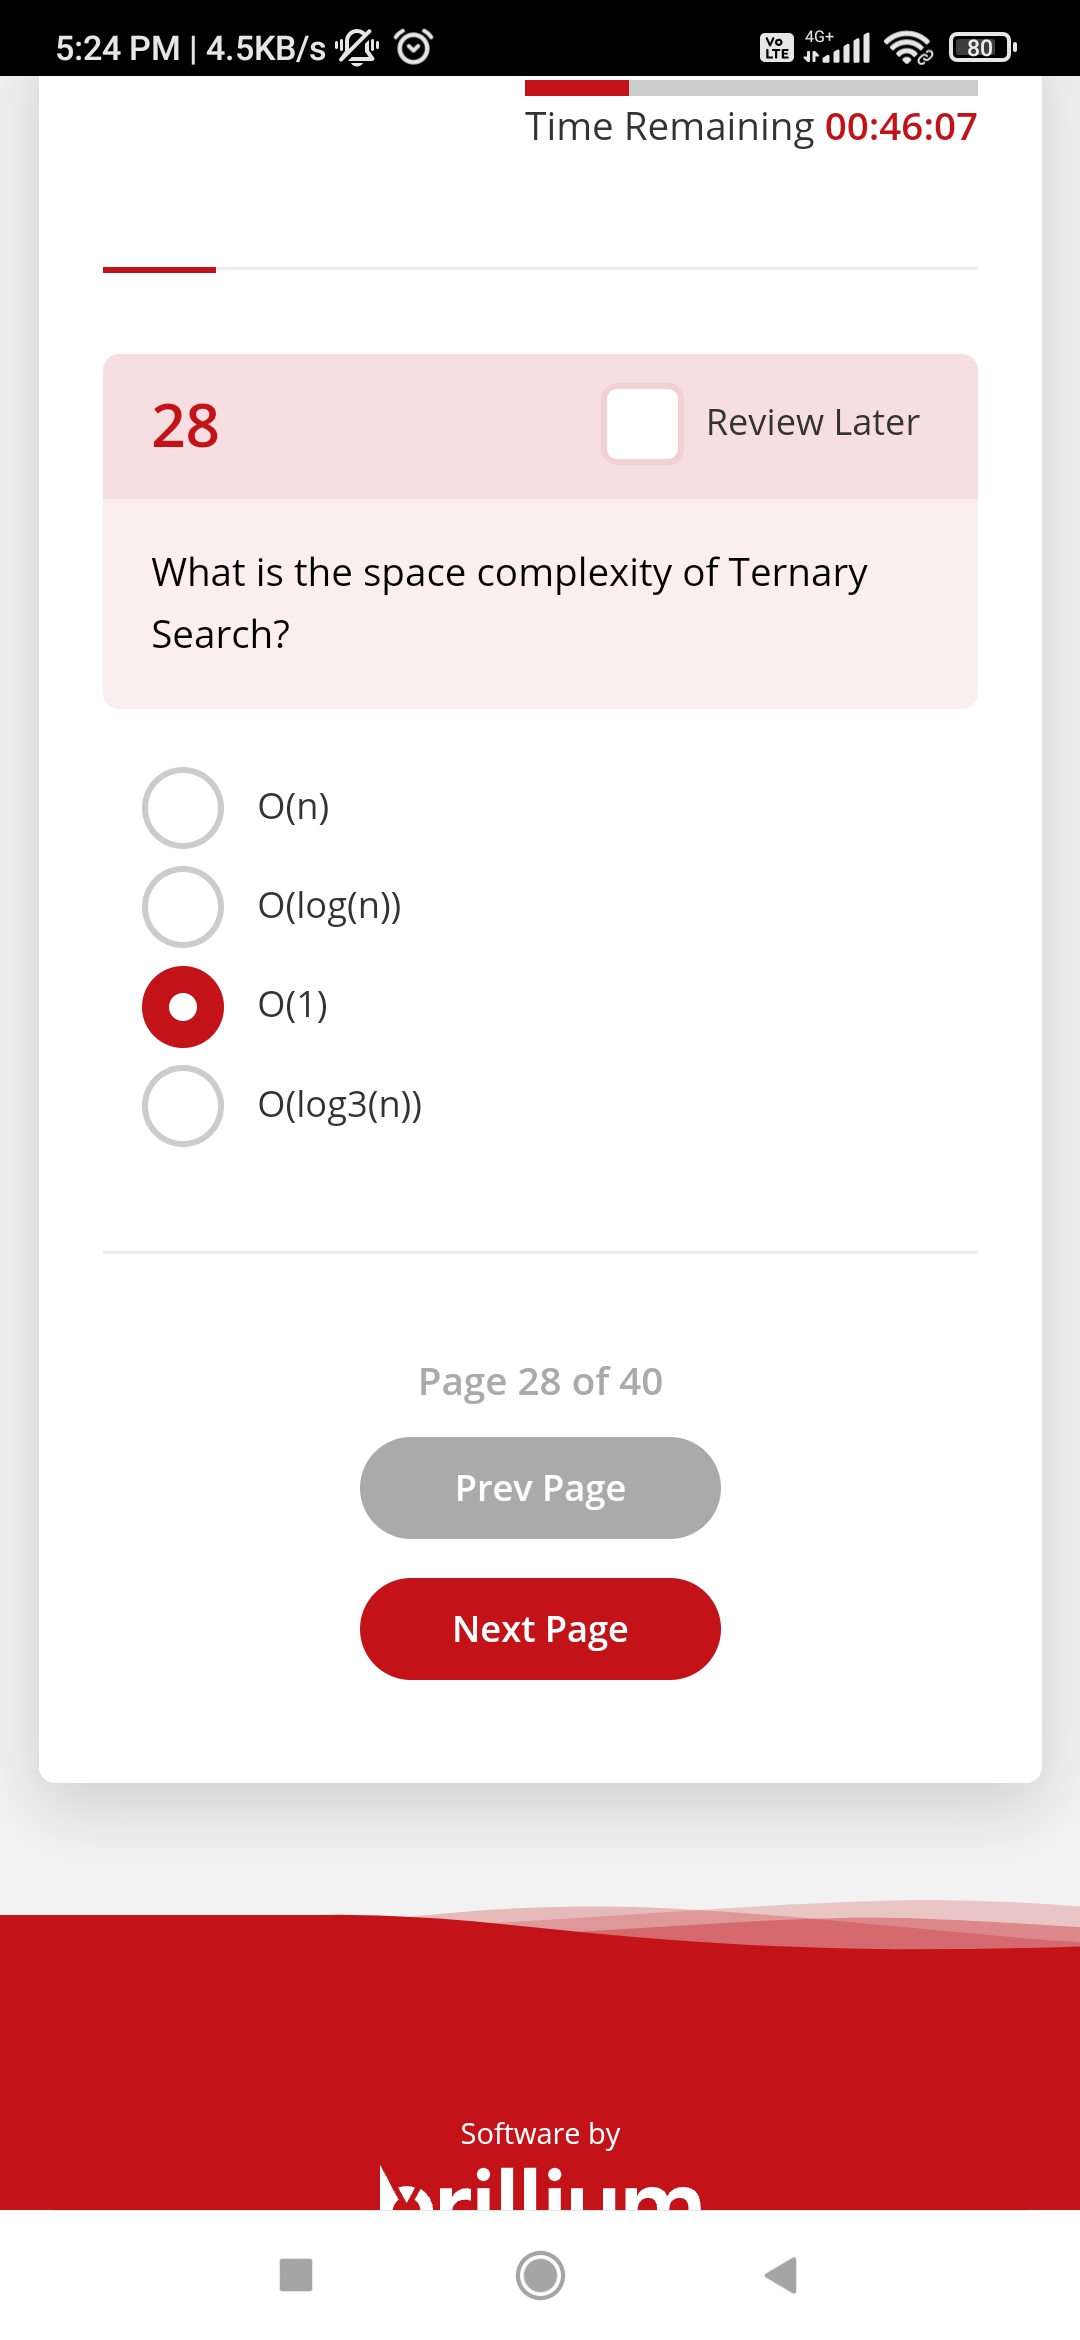 5:24 PM | 4.5KB/s
Vo LTE 4G+ 80
Time Remaining 00:46:07
28
Review Later
What is the space complexity of Ternary
Search?
O(n)
O(log(n))
O(1)
O(log3(n))
Page 28 of 40
Prev Page
Next Page
Software by
brillium